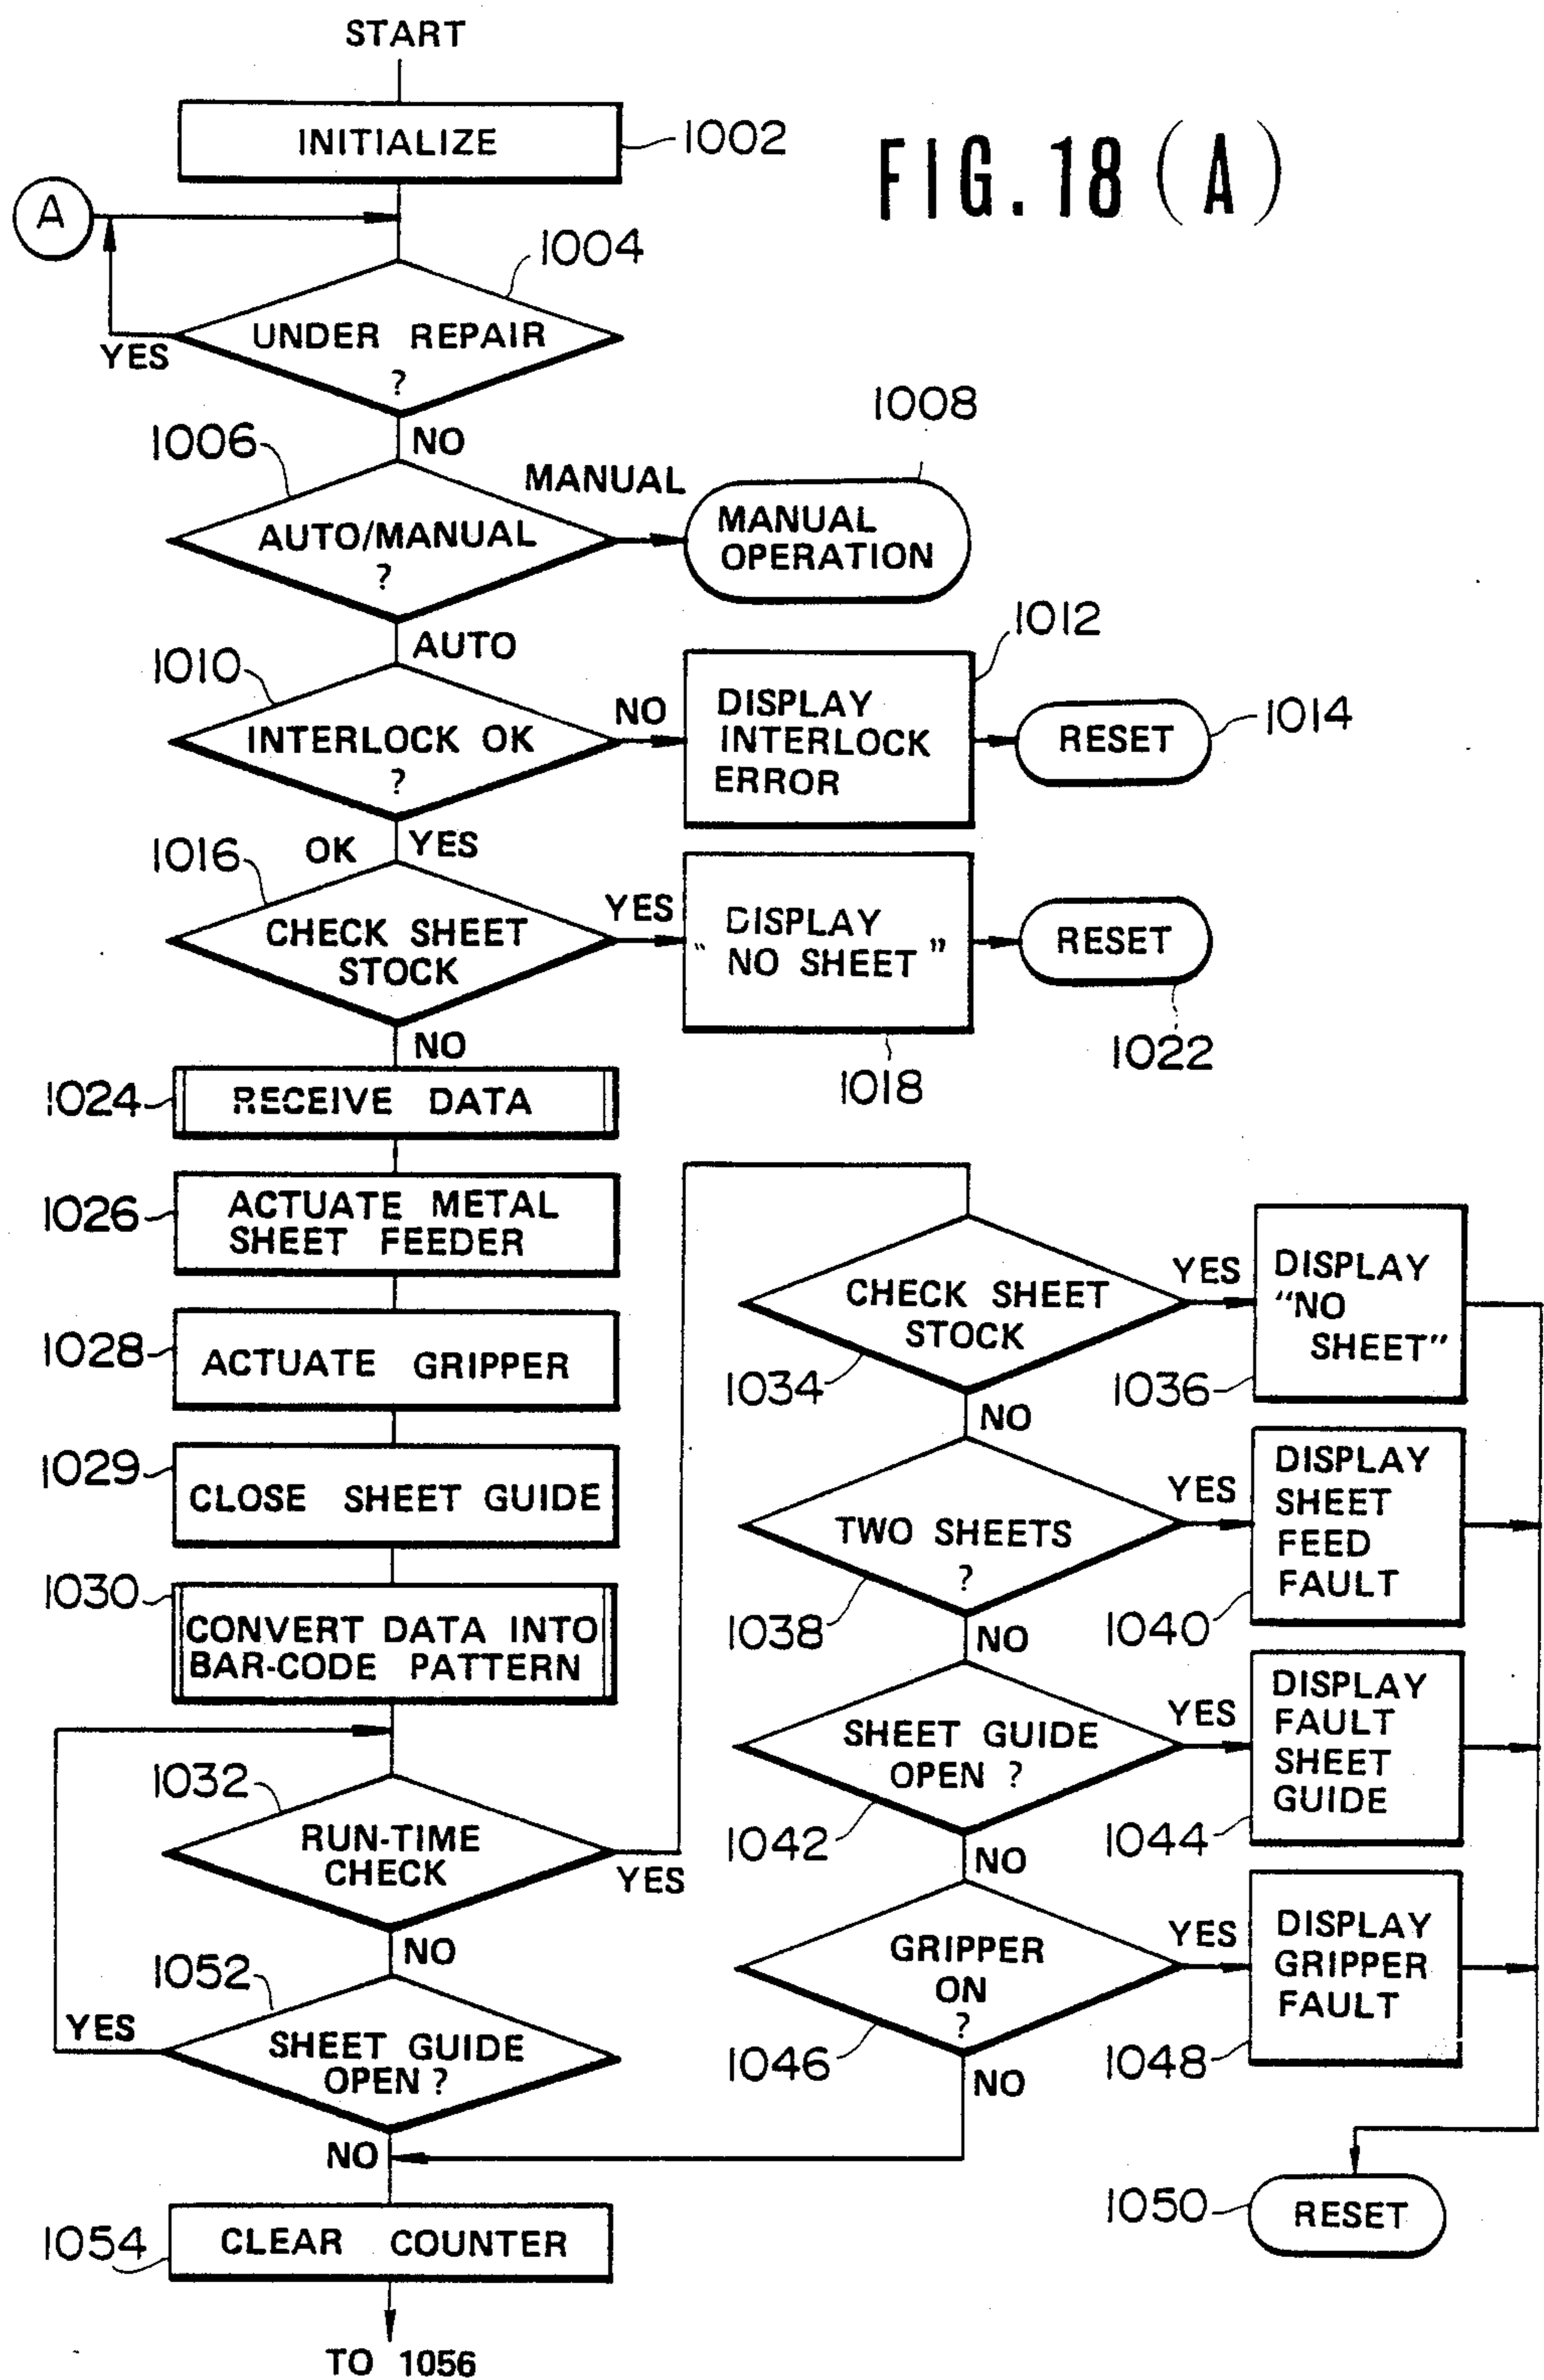 START
INITIALIZE
1002
FIG. 18 (A)
A
1004
UNDER REPAIR
?
YES
NO
1006
AUTO/MANUAL
?
MANUAL
1008
MANUAL
OPERATION
AUTO
1010
INTERLOCK OK
?
NO
1012
DISPLAY
INTERLOCK
ERROR
RESET
1014
OK
YES
1016
CHECK SHEET
STOCK
YES
DISPLAY
" NO SHEET "
1018
RESET
1022
NO
1024
RECEIVE DATA
1026
ACTUATE METAL
SHEET FEEDER
1028
ACTUATE GRIPPER
1029
CLOSE SHEET GUIDE
1030
CONVERT DATA INTO
BAR-CODE PATTERN
1032
RUN-TIME
CHECK
YES
NO
1052
YES
SHEET GUIDE
OPEN ?
NO
1054
CLEAR COUNTER
TO 1056
CHECK SHEET
STOCK
1034
YES
DISPLAY
"NO
SHEET"
1036
NO
TWO SHEETS
?
1038
YES
DISPLAY
SHEET
FEED
FAULT
1040
NO
SHEET GUIDE
OPEN ?
1042
YES
DISPLAY
FAULT
SHEET
GUIDE
1044
NO
GRIPPER
ON
?
1046
YES
DISPLAY
GRIPPER
FAULT
1048
NO
1050
RESET